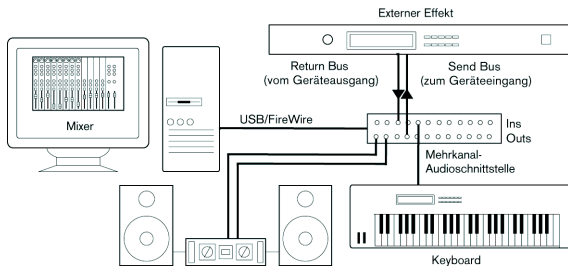 Externer Effekt
Return Bus
(vom Geräteausgang)
Send Bus
(zum Geräteeingang)
Mixer
USB/FireWire
Ins
Outs
Mehrkanal-
Audioschnittstelle
Keyboard